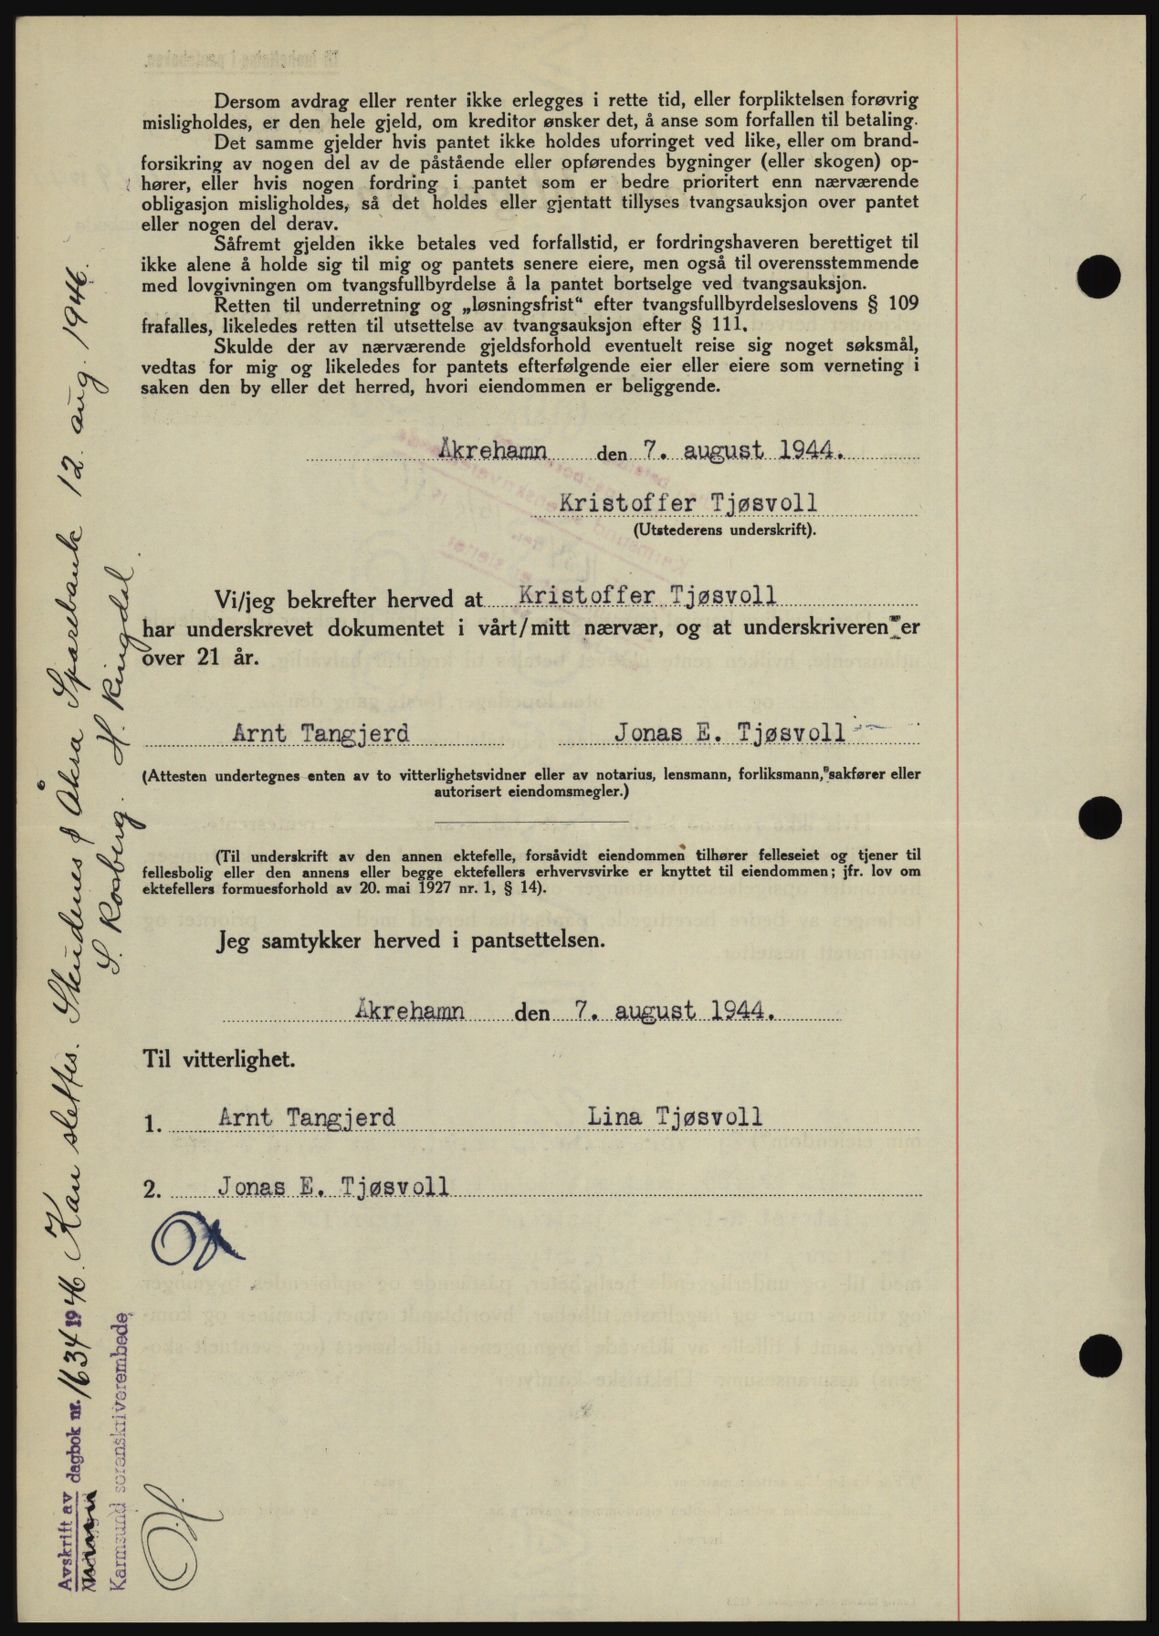 Dersom avdrag eller renter ikke erlegges i rette tid, eller forpliktelsen forøvrig
misligholdes, er den hele gjeld, om kreditor ønsker det, å anse som forfallen til betaling.
Det samme gjelder hvis pantet ikke holdes uforringet ved like, eller om brand-
forsikring av nogen del av de påstående eller opførendes bygninger (eller skogen) op-
hører, eller hvis nogen fordring i pantet som er bedre prioritert enn nærværende
obligasjon misligholdes, så det holdes eller gjentatt tillyses tvangsauksjon over pantet
eller nogen del derav.
Såfremt gjelden ikke betales ved forfallstid, er fordringshaveren berettiget til
ikke alene å holde sig til mig og pantets senere eiere, men også til overensstemmende
med lovgivningen om tvangsfullbyrdelse å la pantet bortselge ved tvangsauksjon.
Retten til underretning og „løsningsfrist“ efter tvangsfullbyrdelseslovens § 109
frafalles, likeledes retten til utsettelse av tvangsauksjon efter § 111.
Skulde der av nærværende gjeldsforhold eventuelt reise sig noget søksmål,
vedtas for mig og likeledes for pantets efterfølgende eier eller eiere som verneting i
saken den by eller det herred, hvori eiendommen er beliggende.
Åkrehamn den 7. august 1944.
Kristoffer Tjøsvoll
(Utstederens underskrift).
Vi/jeg bekrefter herved at Kristoffer Tjøsvoll
har underskrevet dokumentet i vårt/mitt nærvær, og at underskriveren er
over 21 år.
Arnt Tangjerd Jonas E. Tjøsvoll
(Attesten undertegnes enten av to vitterlighetsvidner eller av notarius, lensmann, forliksmann, sakfører eller
autorisert eiendomsmegler.)
(Til underskrift av den annen ektefelle, forsåvidt eiendommen tilhører felleseiet og tjener til
fellesbolig eller den annens eller begge ektefellers erhvervsvirke er knyttet til eiendommen; jfr. lov om
ektefellers formuesforhold av 20. mai 1927 nr. 1, § 14).
Jeg samtykker herved i pantsettelsen.
Åkrehamn den 7. august 1944.
Til vitterlighet.
1. Arnt Tangjerd Lina Tjøsvoll
2. Jonas E. Tjøsvoll
Avskrift av dagbok nr. 1634 1946. Kan slettes. Skudenes & Åkra Sparebank 12. aug. 1946.
S. Rosberg. H. Ringdal.
Karmsund sorenskriverembede